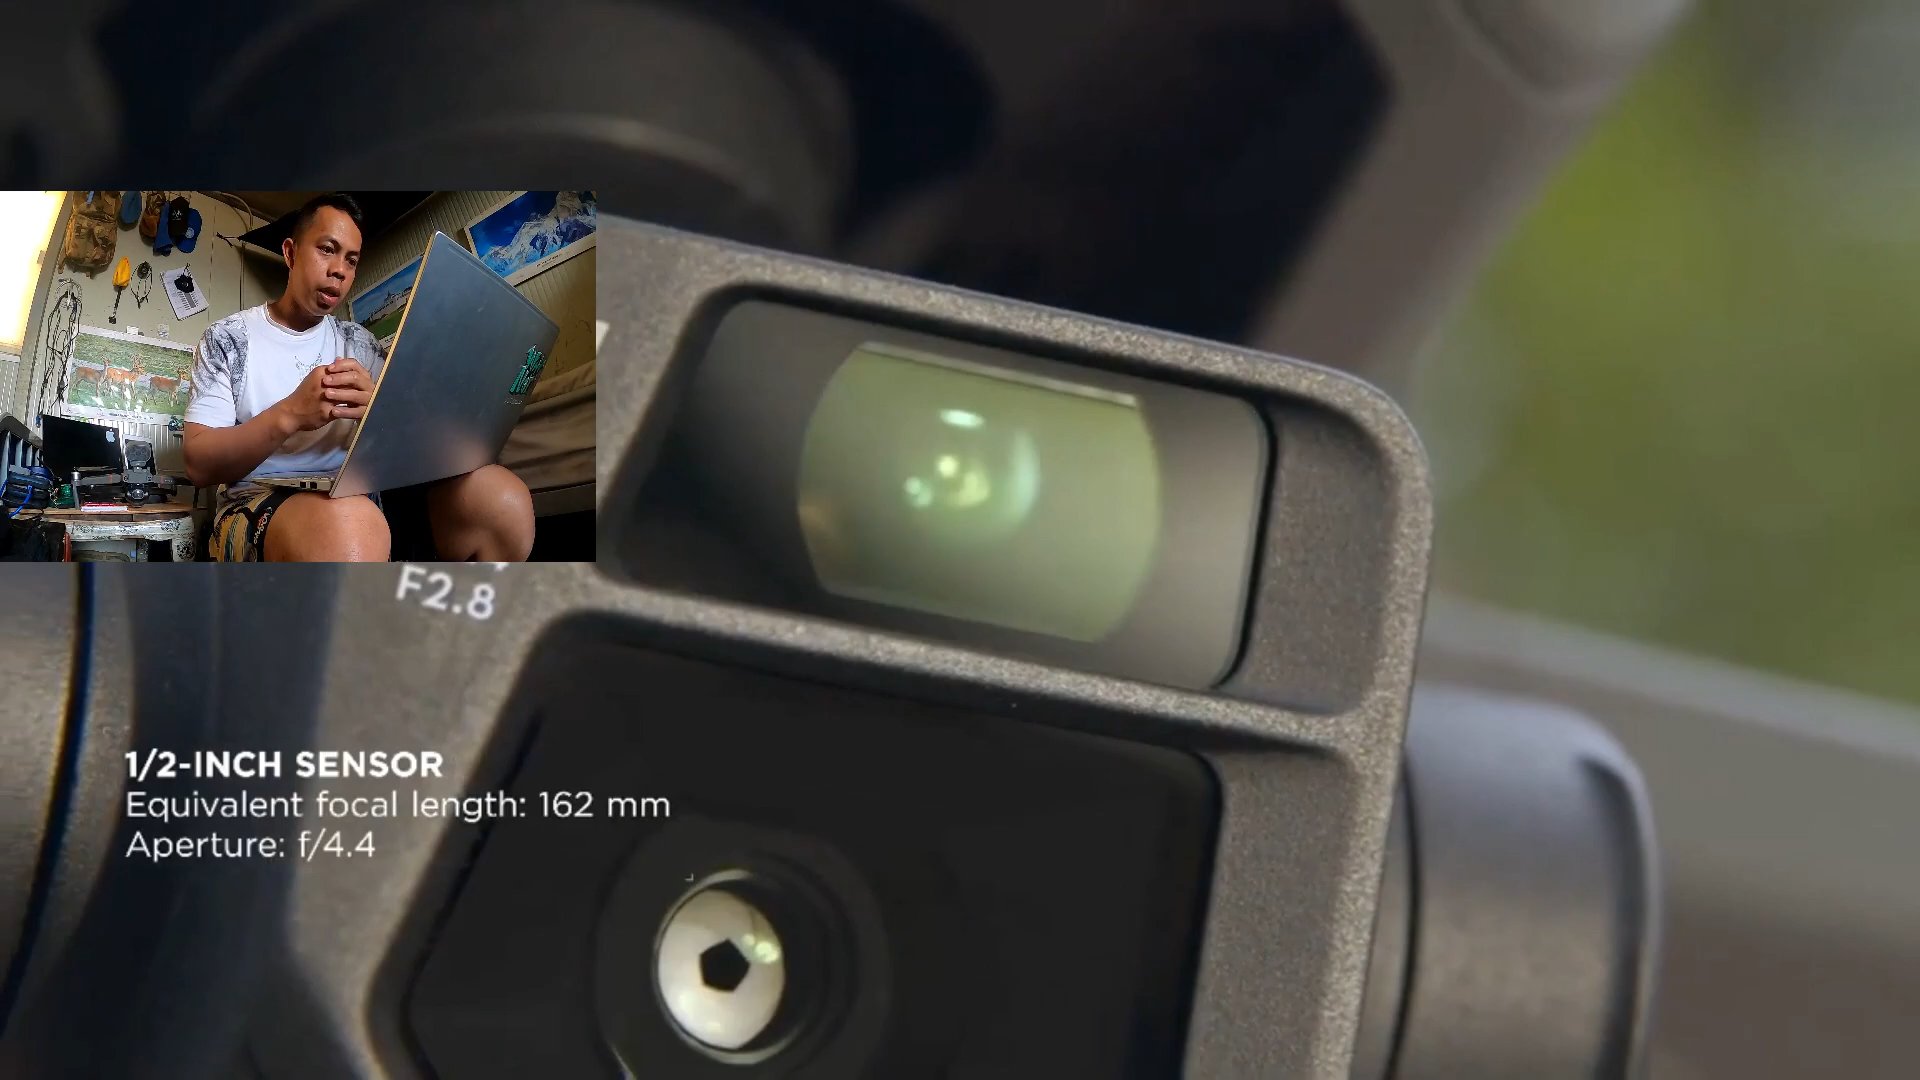 F2.8
1/2-INCH SENSOR
Equivalent focal length: 162 mm
Aperture: f/4.4